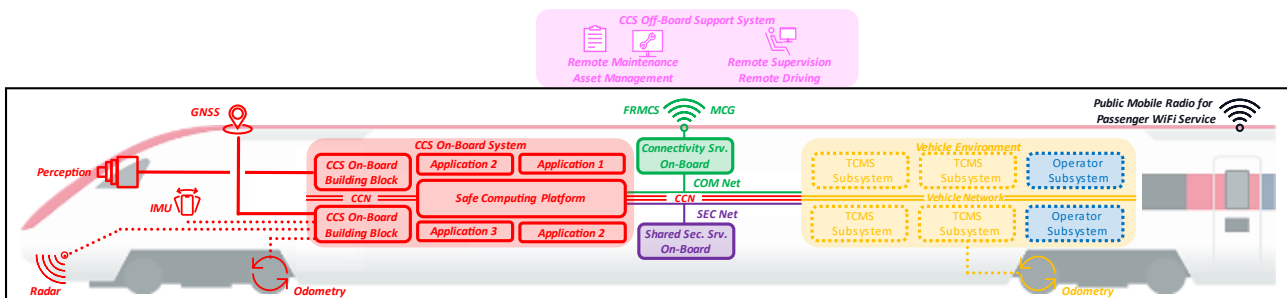 CCS Off-Board Support System
Remote Maintenance
Asset Management
Remote Supervision
Remote Driving
GNSS
FRMCS
MCG
Public Mobile Radio for
Passenger WiFi Service
Perception
IMU
Radar
Odometry
CCS On-Board System
CCS On-Board
Building Block
Application 2
Application 1
Safe Computing Platform
CCN
CCS On-Board
Building Block
Application 3
Application 2
Connectivity Srv.
On-Board
COM Net
CCN
SEC Net
Shared Sec. Srv.
On-Board
Vehicle Environment
TCMS
Subsystem
TCMS
Subsystem
Operator
Subsystem
Vehicle Network
TCMS
Subsystem
TCMS
Subsystem
Operator
Subsystem
Odometry